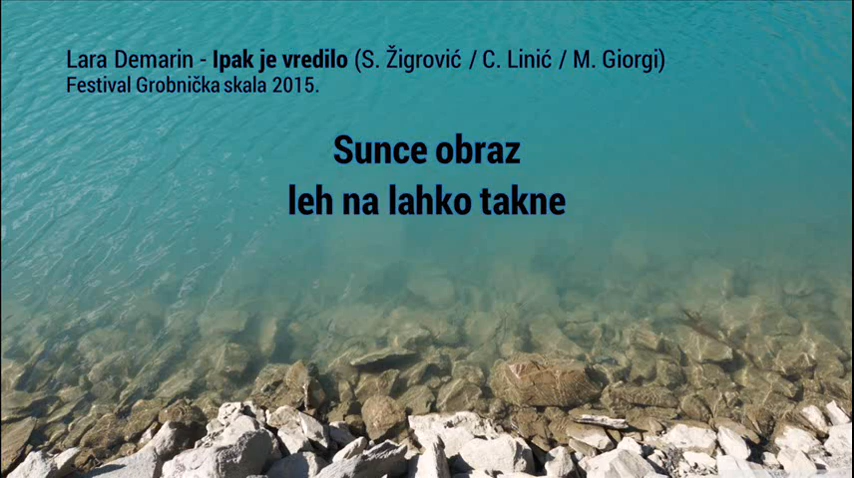 Lara Demarin - Ipak je vredilo (S. Žigrović / C. Linić / M. Giorgi)
Festival Grobnička skala 2015.
Sunce obraz
leh na lahko takne